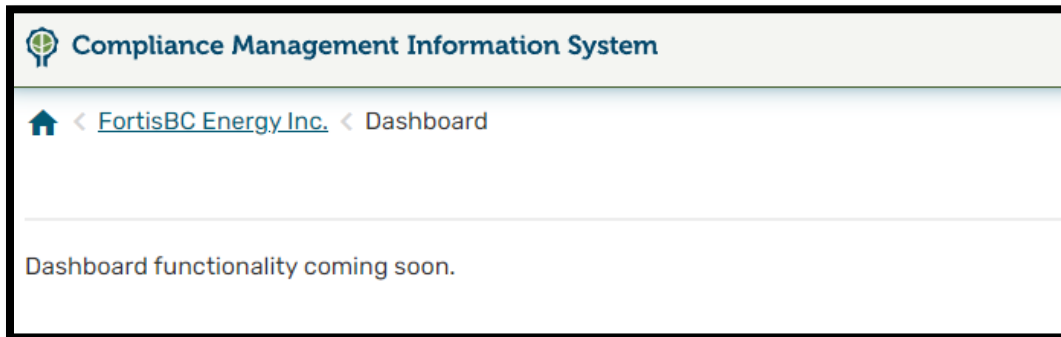 Compliance Management Information System
< FortisBC Energy Inc. < Dashboard
Dashboard functionality coming soon.